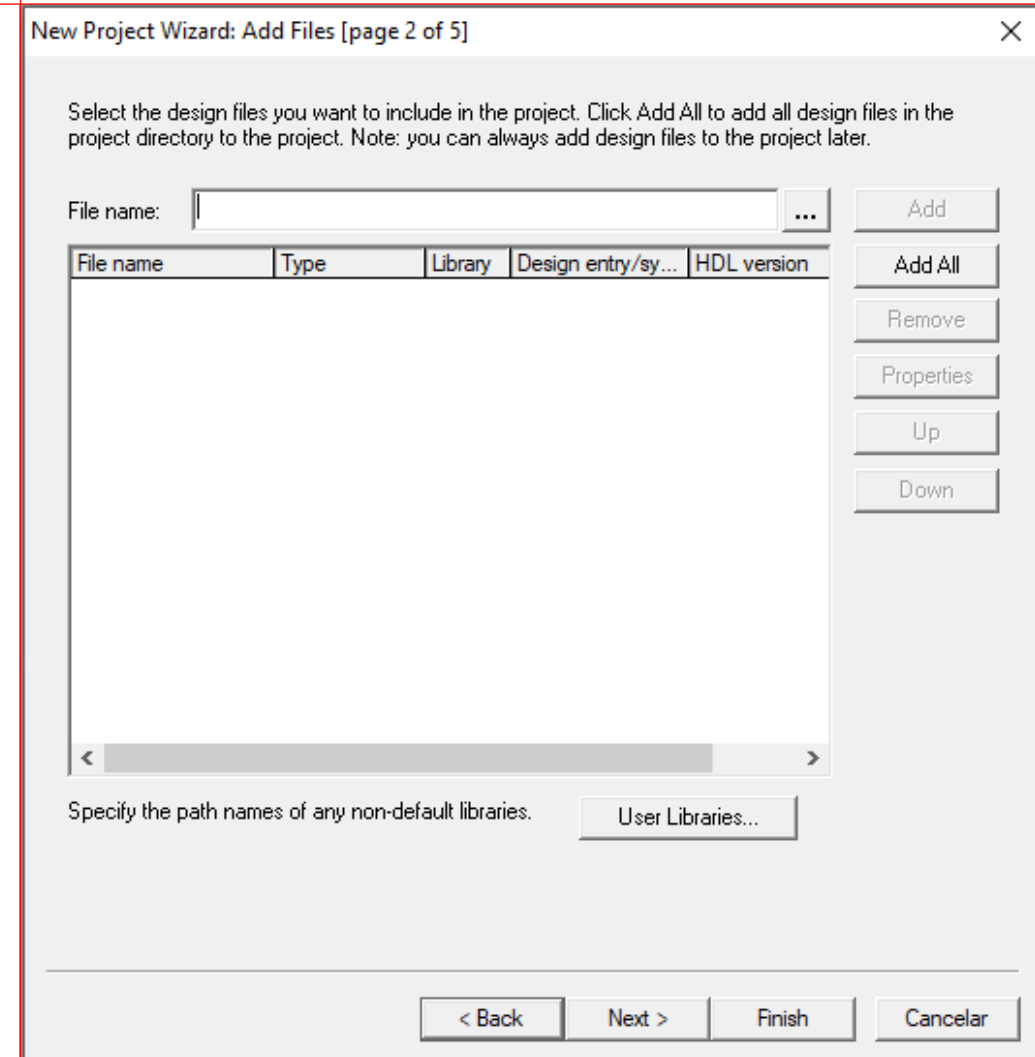 New Project Wizard: Add Files [page 2 of 5]
Select the design files you want to include in the project. Click Add All to add all design files in the
project directory to the project. Note: you can always add design files to the project later.
File name:
...
Add
File name Type Library Design entry/sy... HDL version
Add All
Remove
Properties
Up
Down
Specify the path names of any non-default libraries.
User Libraries...
< Back Next > Finish Cancelar